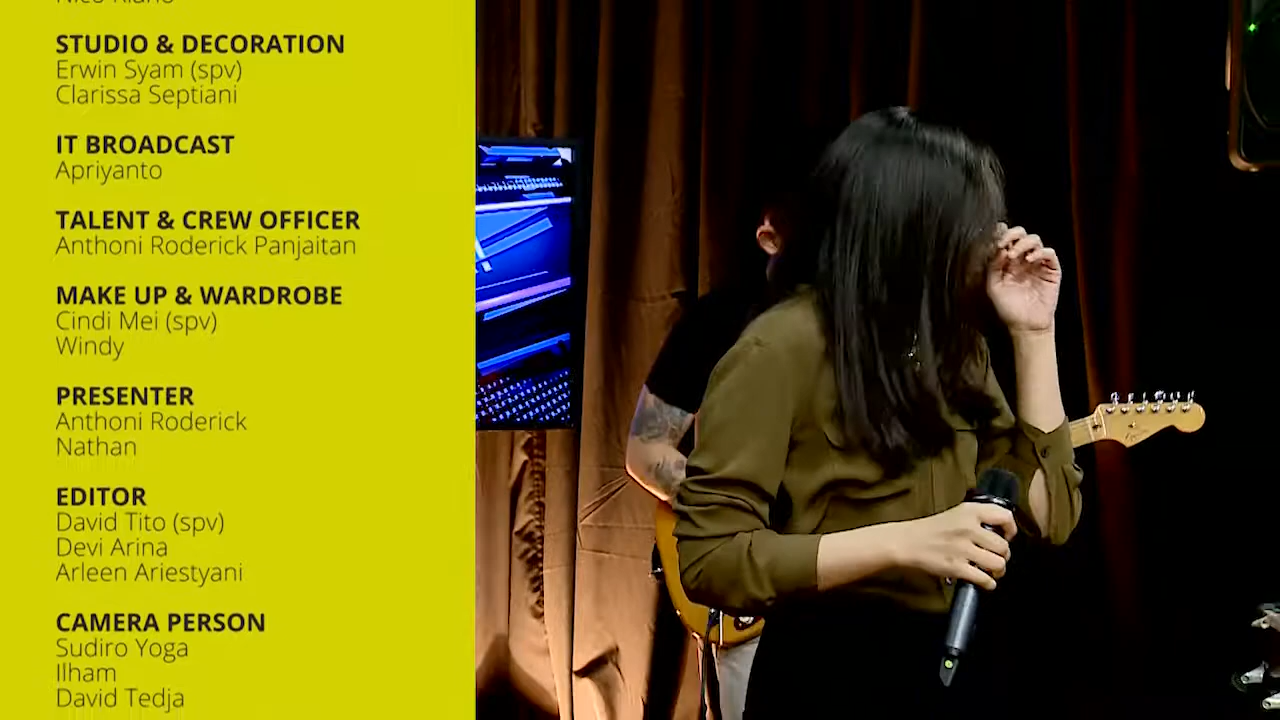 STUDIO & DECORATION
Erwin Syam (spv)
Clarissa Septiani
IT BROADCAST
Apriyanto
TALENT & CREW OFFICER
Anthoni Roderick Panjaitan
MAKE UP & WARDROBE
Cindi Mei (spv)
Windy
PRESENTER
Anthoni Roderick
Nathan
EDITOR
David Tito (spv)
Devi Arina
Arleen Ariestyani
CAMERA PERSON
Sudiro Yoga
Ilham
David Tedja